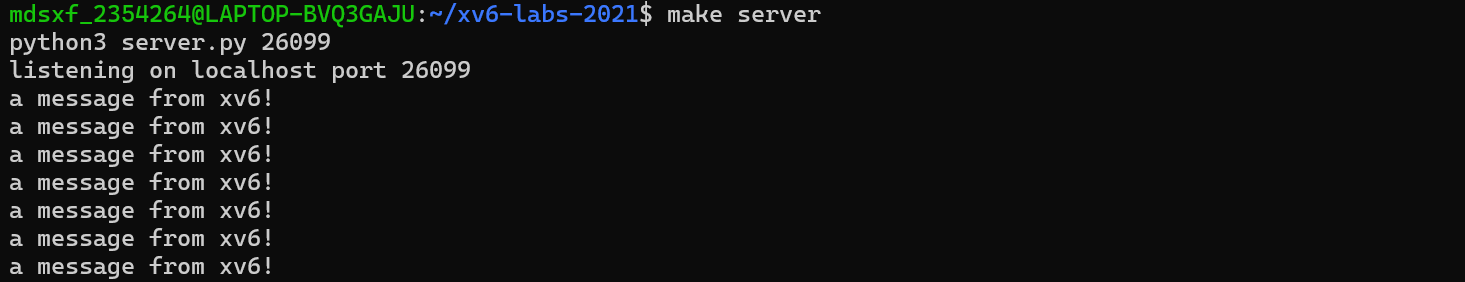 mdsxf_2354264@LAPTOP-BVQ3GAJU:~/xv6-labs-2021$ make server
python3 server.py 26099
listening on localhost port 26099
a message from xv6!
a message from xv6!
a message from xv6!
a message from xv6!
a message from xv6!
a message from xv6!
a message from xv6!